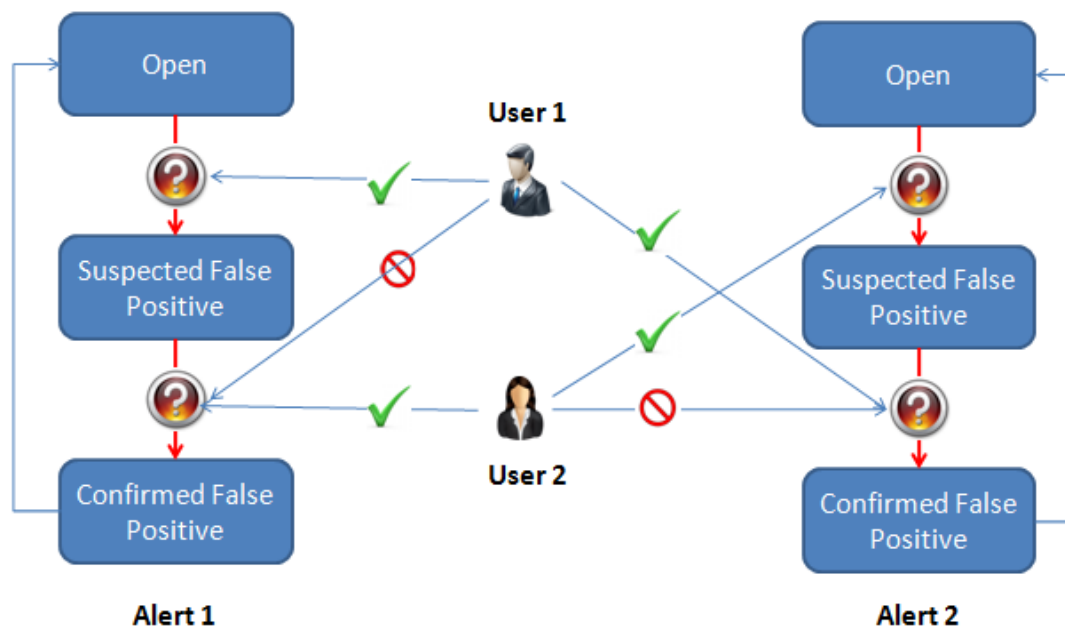 Open
Suspected False
Positive
Confirmed False
Positive
Alert 1
User 1
User 2
Open
Suspected False
Positive
Confirmed False
Positive
Alert 2